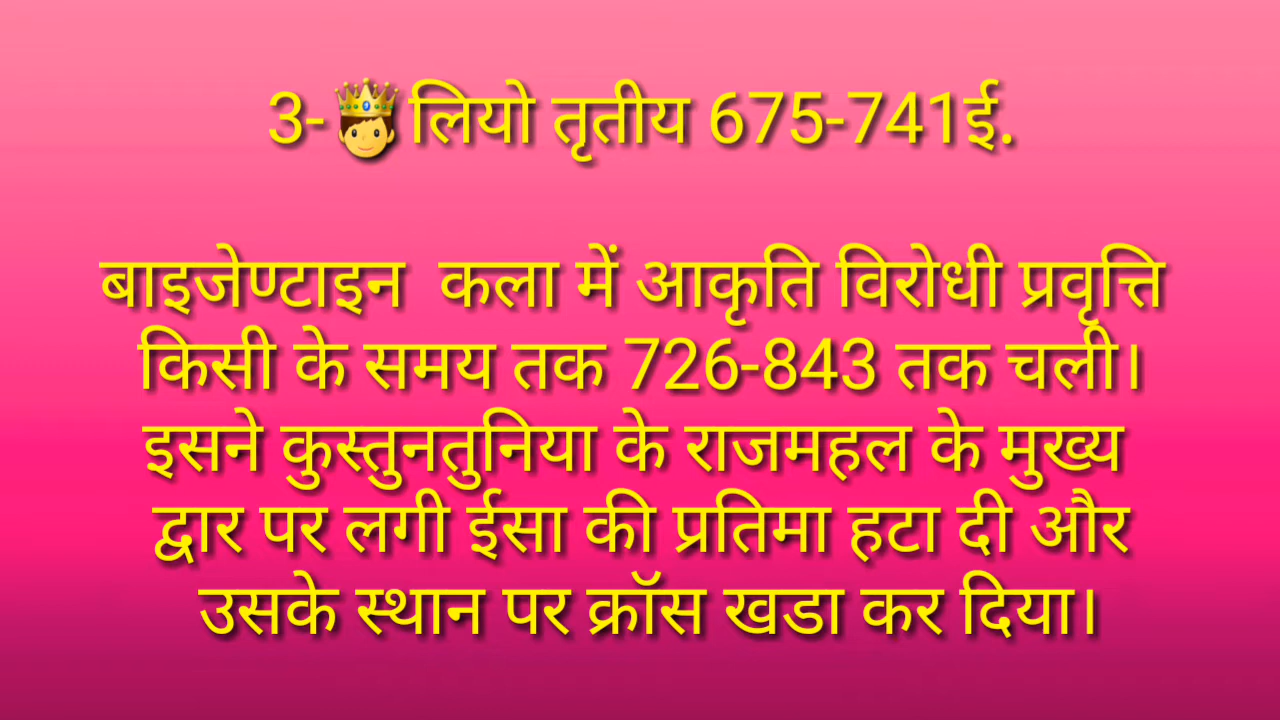 3-🤴लियो तृतीय 675-741ई.
बाइजेण्टाइन कला में आकृति विरोधी प्रवृत्ति
किसी के समय तक 726-843 तक चली।
इसने कुस्तुनतुनिया के राजमहल के मुख्य
द्वार पर लगी ईसा की प्रतिमा हटा दी और
उसके स्थान पर क्रॉस खडा कर दिया।